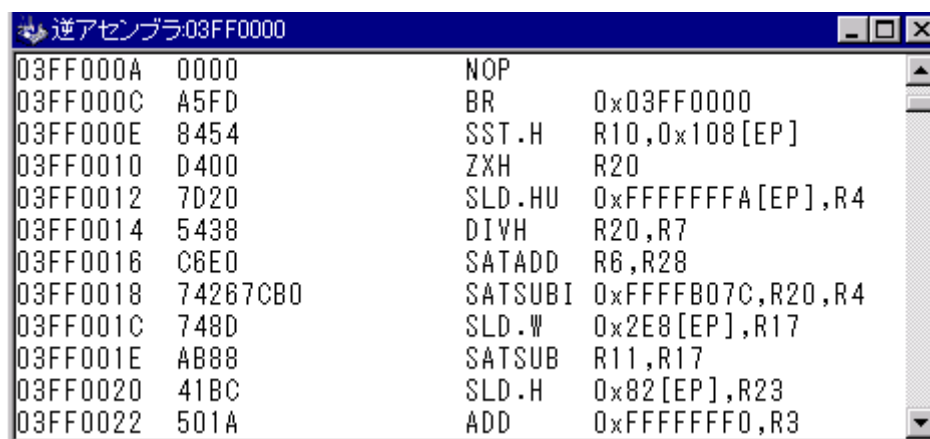 逆アセンブラ:03FF0000
03FF000A 0000 NOP
03FF000C A5FD BR 0x03FF0000
03FF000E 8454 SST.H R10,0x108[EP]
03FF0010 D400 ZXH R20
03FF0012 7D20 SLD.HU 0xFFFFFFFA[EP],R4
03FF0014 5438 DIVH R20,R7
03FF0016 C6E0 SATADD R6,R28
03FF0018 74267CB0 SATSUBI 0xFFFFB07C,R20,R4
03FF001C 748D SLD.W 0x2E8[EP],R17
03FF001E AB88 SATSUB R11,R17
03FF0020 41BC SLD.H 0x82[EP],R23
03FF0022 501A ADD 0xFFFFFFF0,R3